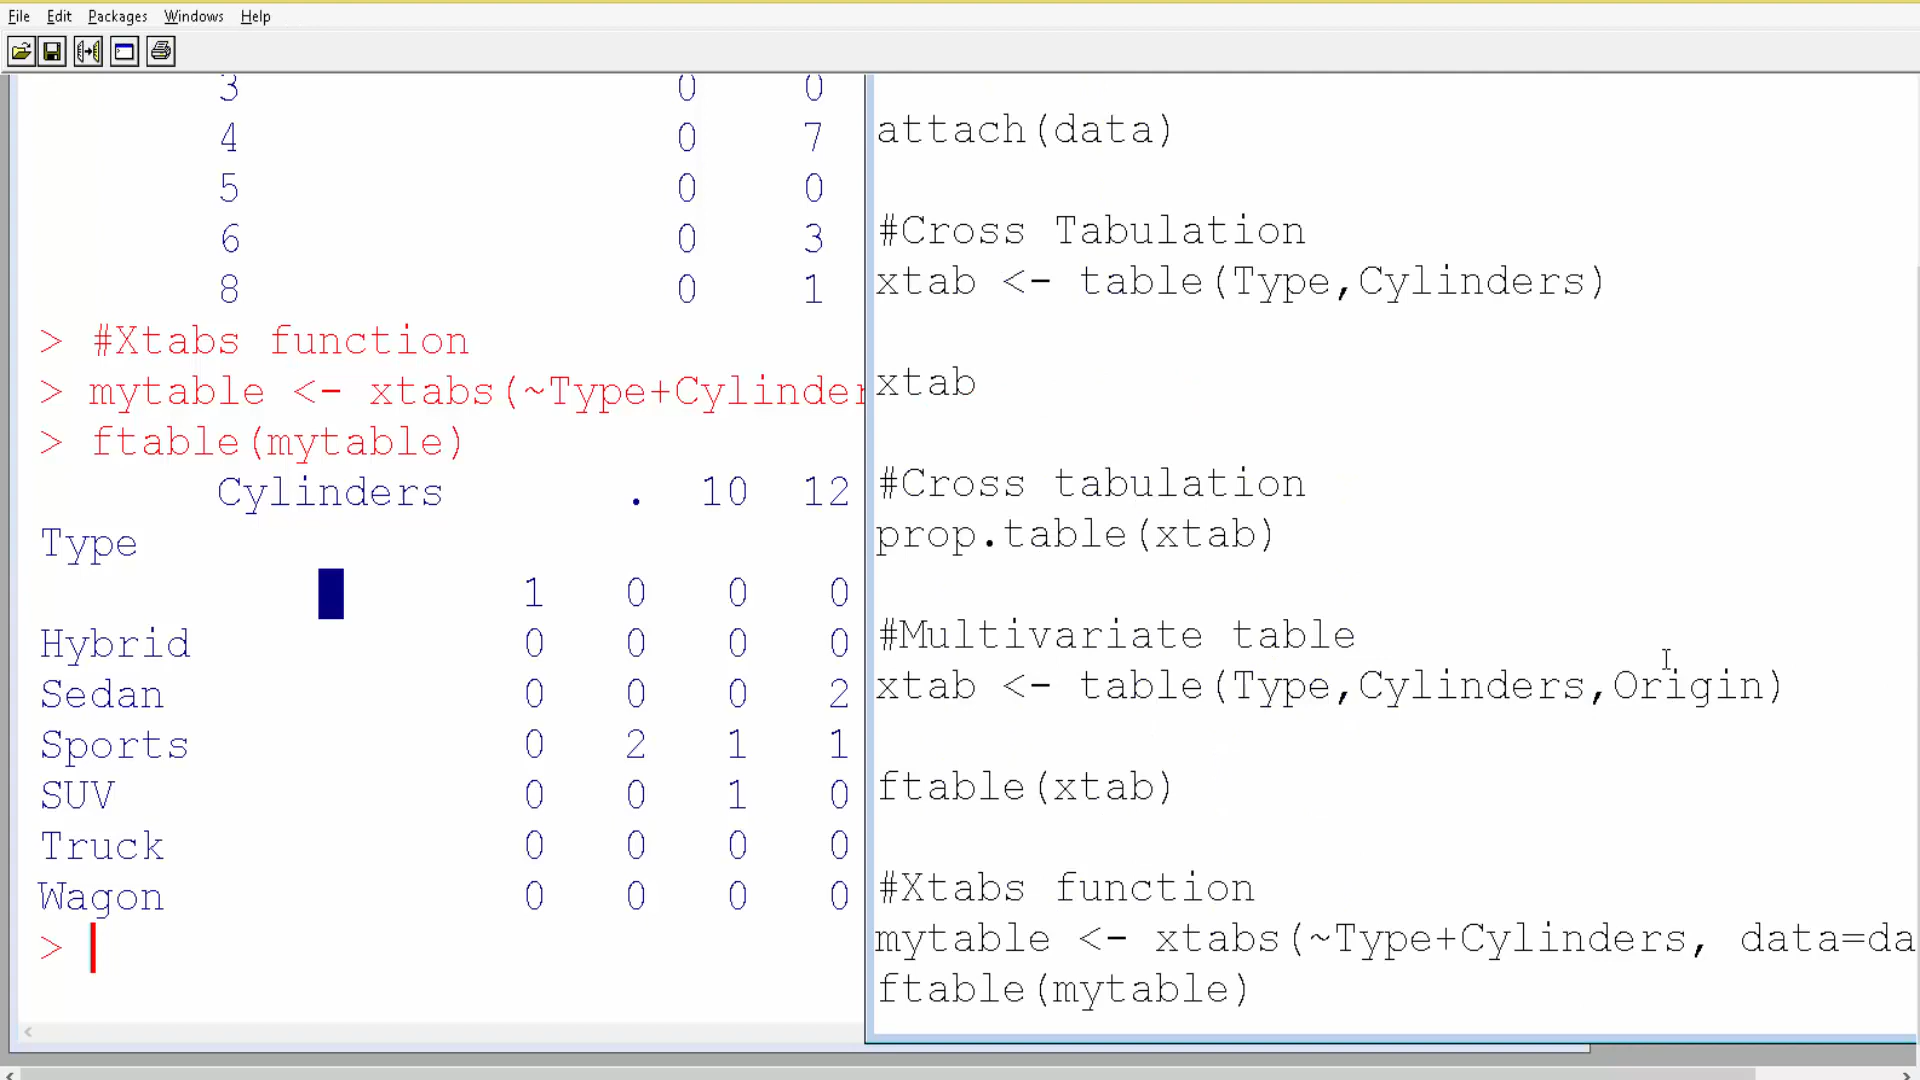 File Edit Packages Windows Help
3 0 0
4 0 7
5 0 0
6 0 3
8 0 1
> #Xtabs function
> mytable <- xtabs(~Type+Cylinder
> ftable(mytable)
Cylinders . 10 12
Type
1 0 0 0
Hybrid 0 0 0 0
Sedan 0 0 0 2
Sports 0 2 1 1
SUV 0 0 1 0
Truck 0 0 0 0
Wagon 0 0 0 0
>
attach(data)
#Cross Tabulation
xtab <- table(Type,Cylinders)
xtab
#Cross tabulation
prop.table(xtab)
#Multivariate table
xtab <- table(Type,Cylinders,Origin)
ftable(xtab)
#Xtabs function
mytable <- xtabs(~Type+Cylinders, data=da
ftable(mytable)